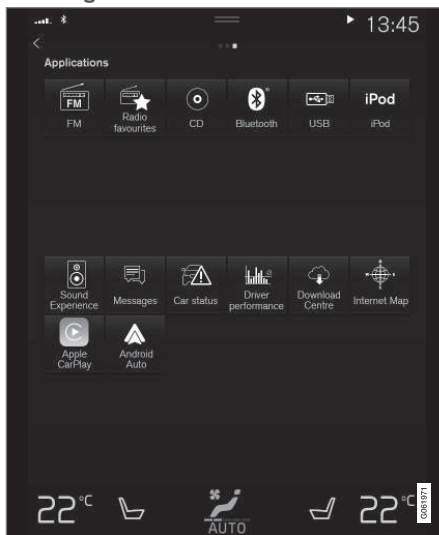 13:45
Applications
FM
FM
Radio
favourites
CD
Bluetooth
USB
iPod
iPod
Sound
Experience
Messages
Car status
Driver
performance
Download
Centre
Internet Map
Apple
CarPlay
Android
Auto
22°C
AUTO
22°C
G061971